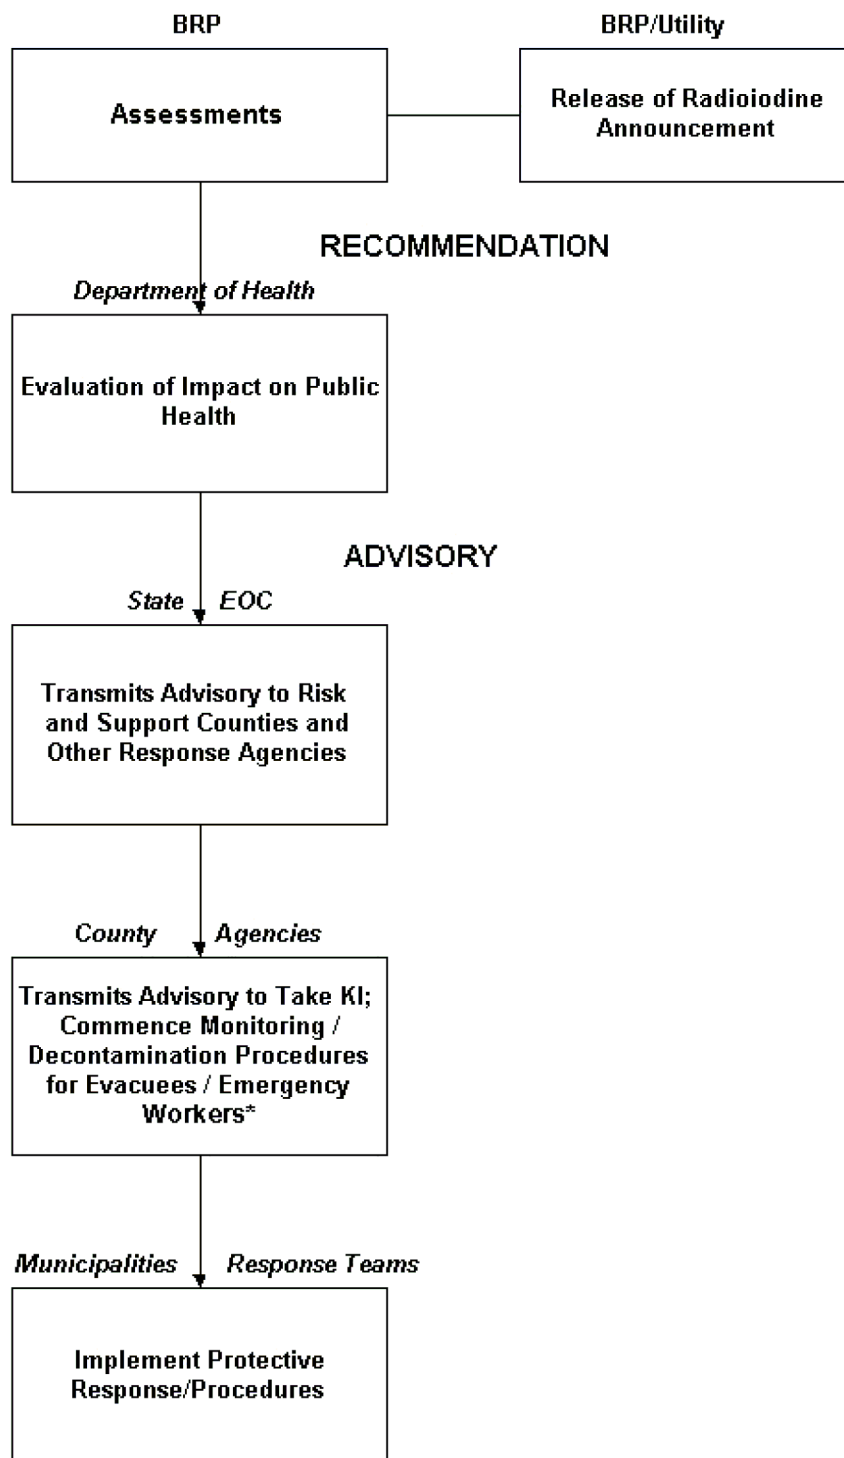 BRP
BRP/Utility
Assessments
Release of Radioiodine
Announcement
RECOMMENDATION
Department of Health
Evaluation of Impact on Public
Health
ADVISORY
State EOC
Transmits Advisory to Risk
and Support Counties and
Other Response Agencies
County Agencies
Transmits Advisory to Take KI;
Commence Monitoring /
Decontamination Procedures
for Evacuees / Emergency
Workers*
Municipalities Response Teams
Implement Protective
Response/Procedures